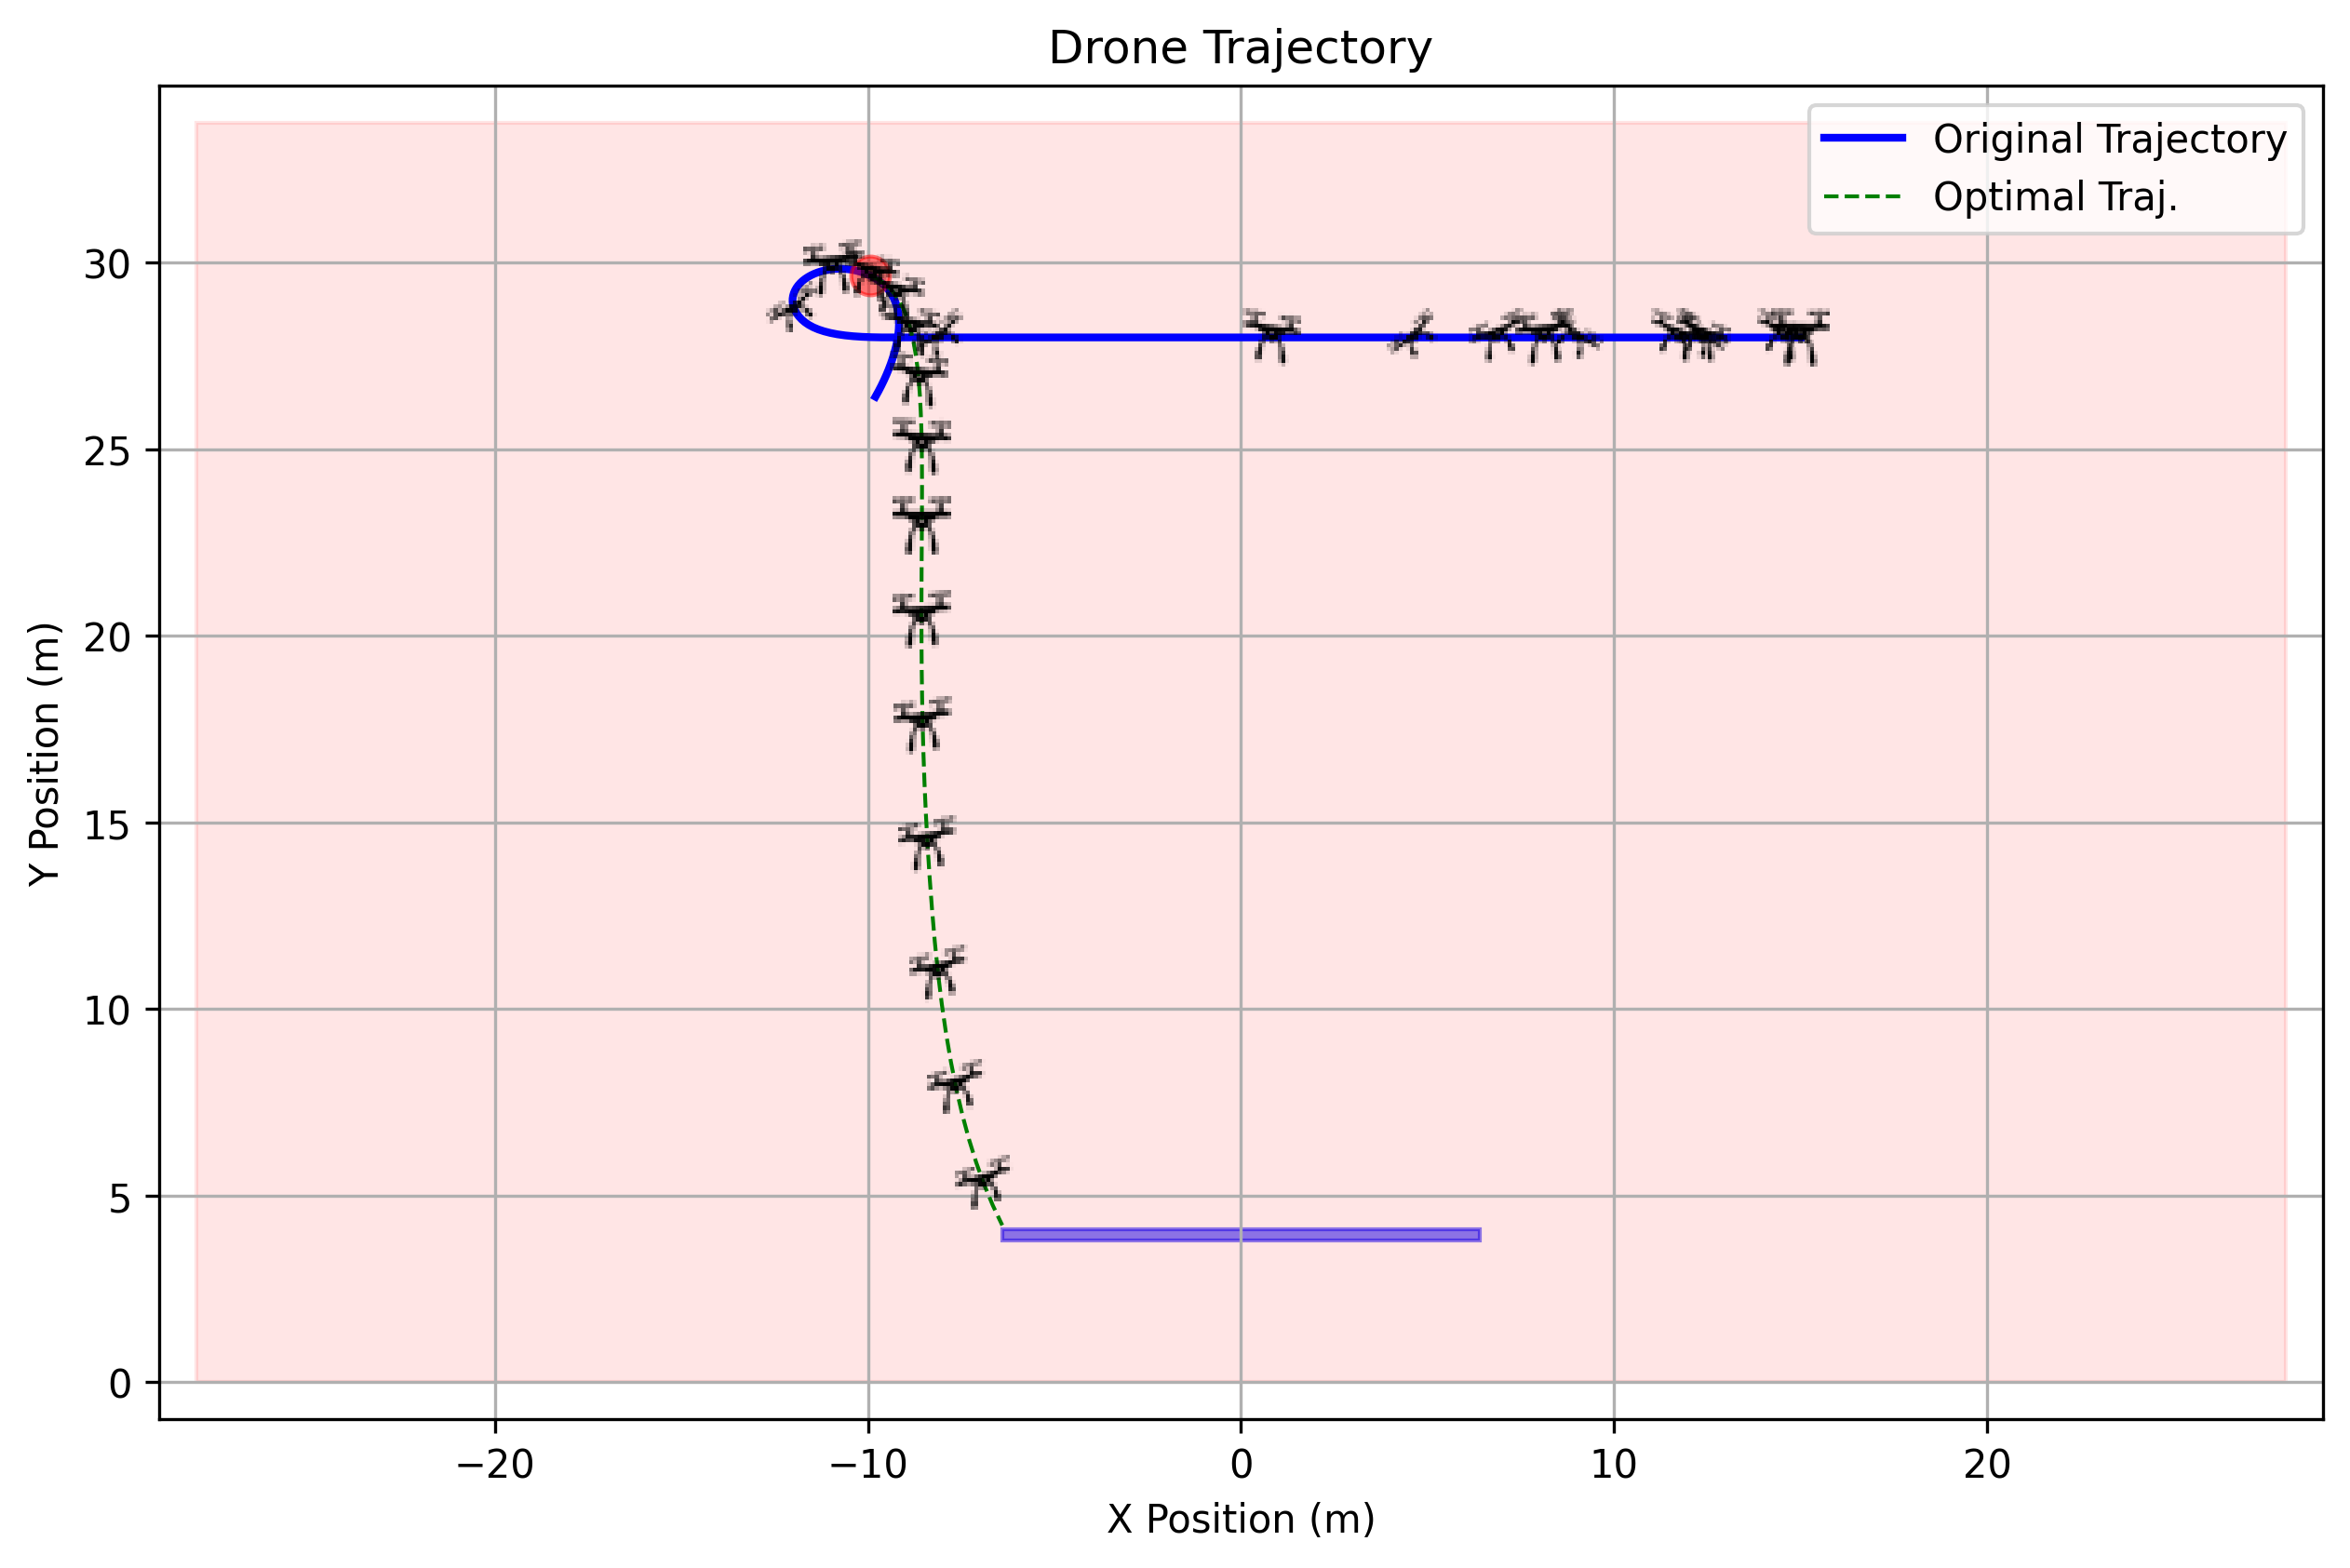 Drone Trajectory
Original Trajectory
Optimal Traj.
30
25
20
15
10
5
0
Y Position (m)
−20
−10
0
10
20
X Position (m)